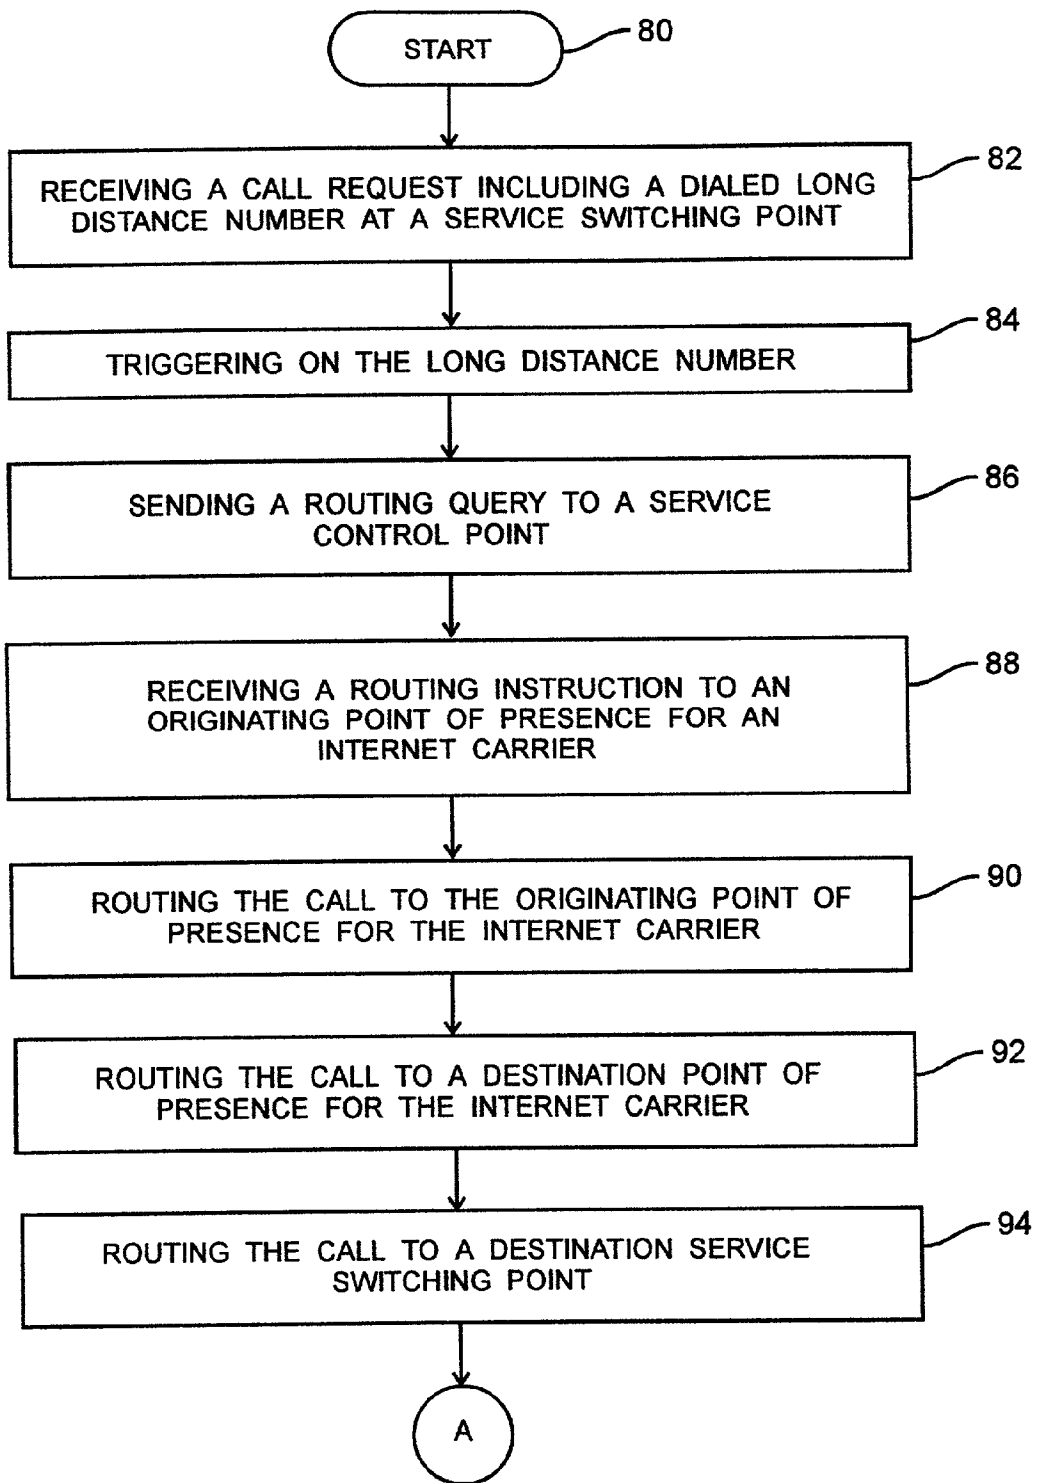 START
80
82
RECEIVING A CALL REQUEST INCLUDING A DIALED LONG
DISTANCE NUMBER AT A SERVICE SWITCHING POINT
84
TRIGGERING ON THE LONG DISTANCE NUMBER
86
SENDING A ROUTING QUERY TO A SERVICE
CONTROL POINT
88
RECEIVING A ROUTING INSTRUCTION TO AN
ORIGINATING POINT OF PRESENCE FOR AN
INTERNET CARRIER
90
ROUTING THE CALL TO THE ORIGINATING POINT OF
PRESENCE FOR THE INTERNET CARRIER
92
ROUTING THE CALL TO A DESTINATION POINT OF
PRESENCE FOR THE INTERNET CARRIER
94
ROUTING THE CALL TO A DESTINATION SERVICE
SWITCHING POINT
A